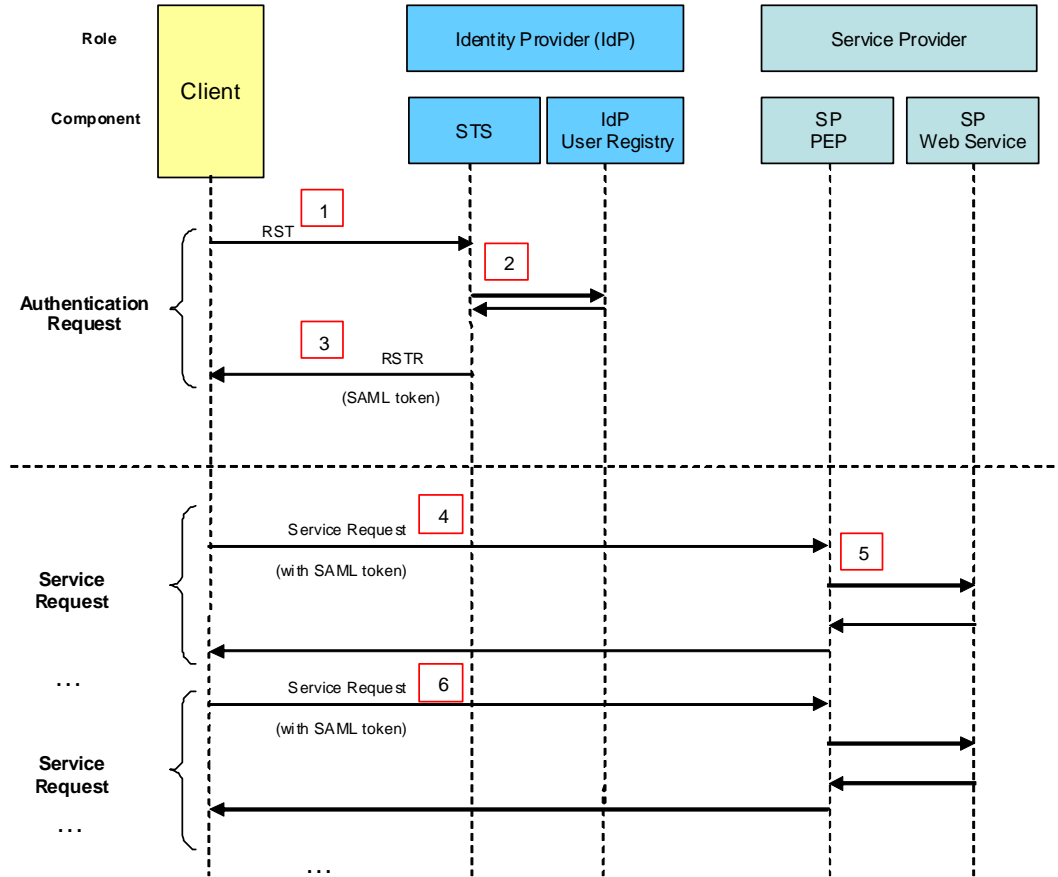 Role
Client
Identity Provider (IdP)
Service Provider
Component
STS
IdP
User Registry
SP
PEP
SP
Web Service
1
RST
2
Authentication
Request
3
RSTR
(SAML token)
4
Service Request
(with SAML token)
5
Service
Request
...
6
Service Request
(with SAML token)
Service
Request
...
...